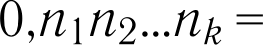 0,n₁n₂...nₖ =